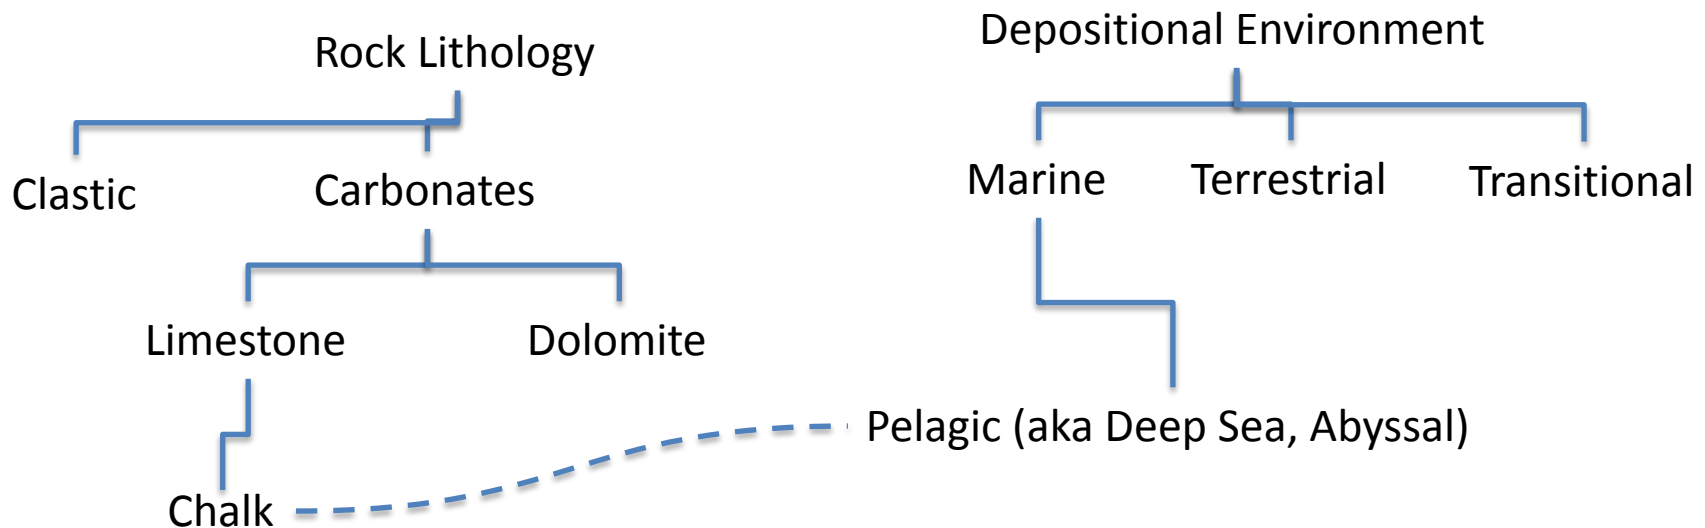 Rock Lithology
Depositional Environment
Clastic
Carbonates
Marine
Terrestrial
Transitional
Limestone
Dolomite
Pelagic (aka Deep Sea, Abyssal)
Chalk